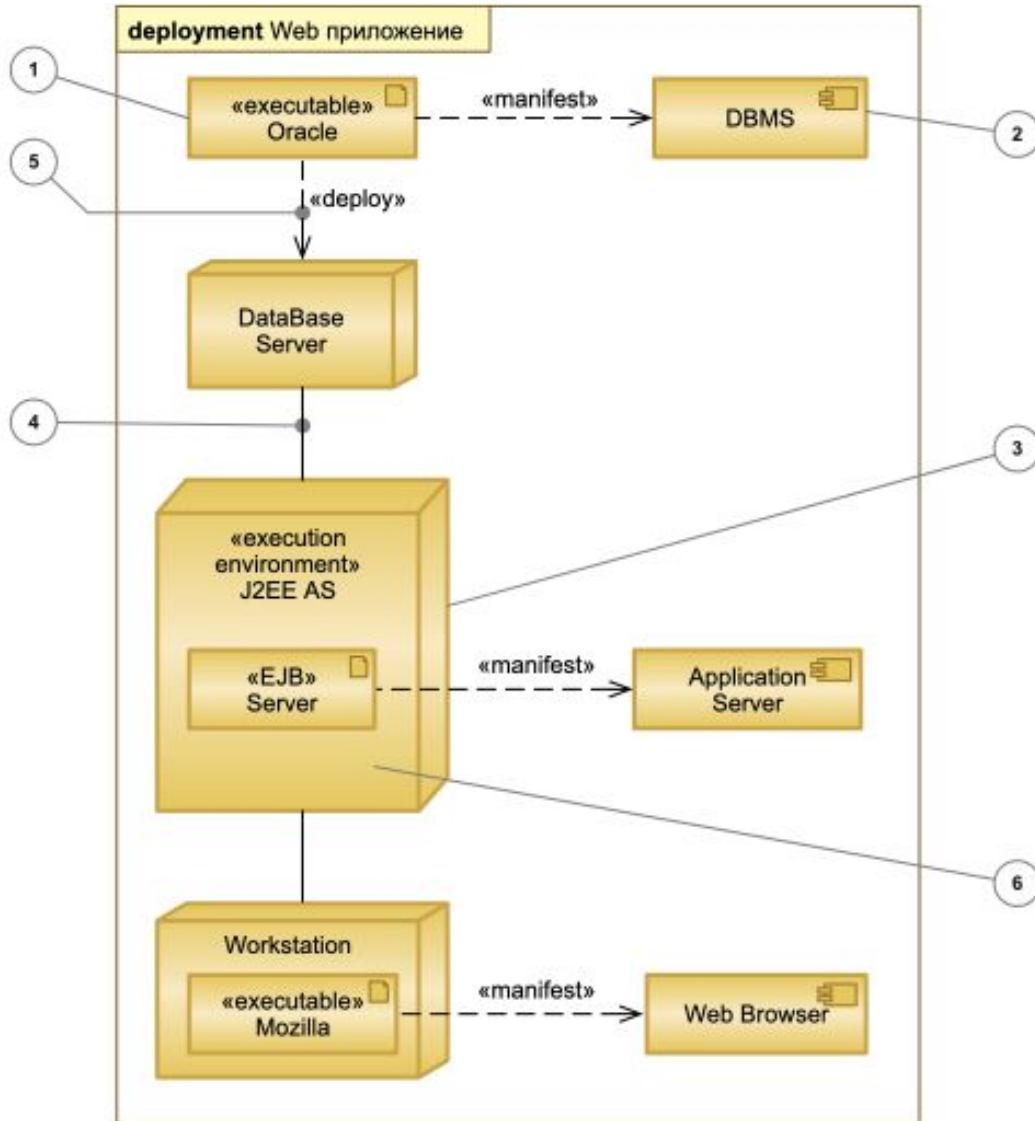 deployment Web приложение
1
«executable»
Oracle
«manifest»
DBMS
2
5
«deploy»
DataBase
Server
4
3
«execution
environment»
J2EE AS
«EJB»
Server
«manifest»
Application
Server
6
Workstation
«executable»
Mozilla
«manifest»
Web Browser